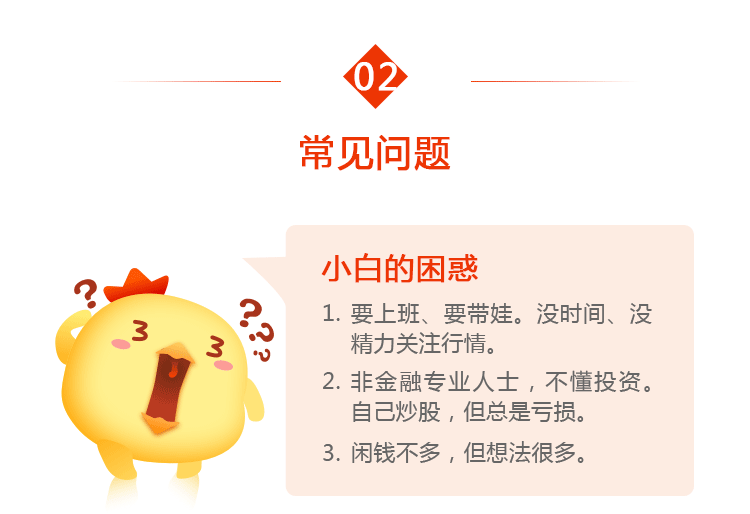 02
常见问题
小白的困惑
1. 要上班、要带娃。没时间、没
精力关注行情。
2. 非金融专业人士，不懂投资。
自己炒股，但总是亏损。
3. 闲钱不多，但想法很多。
? ? ? ?